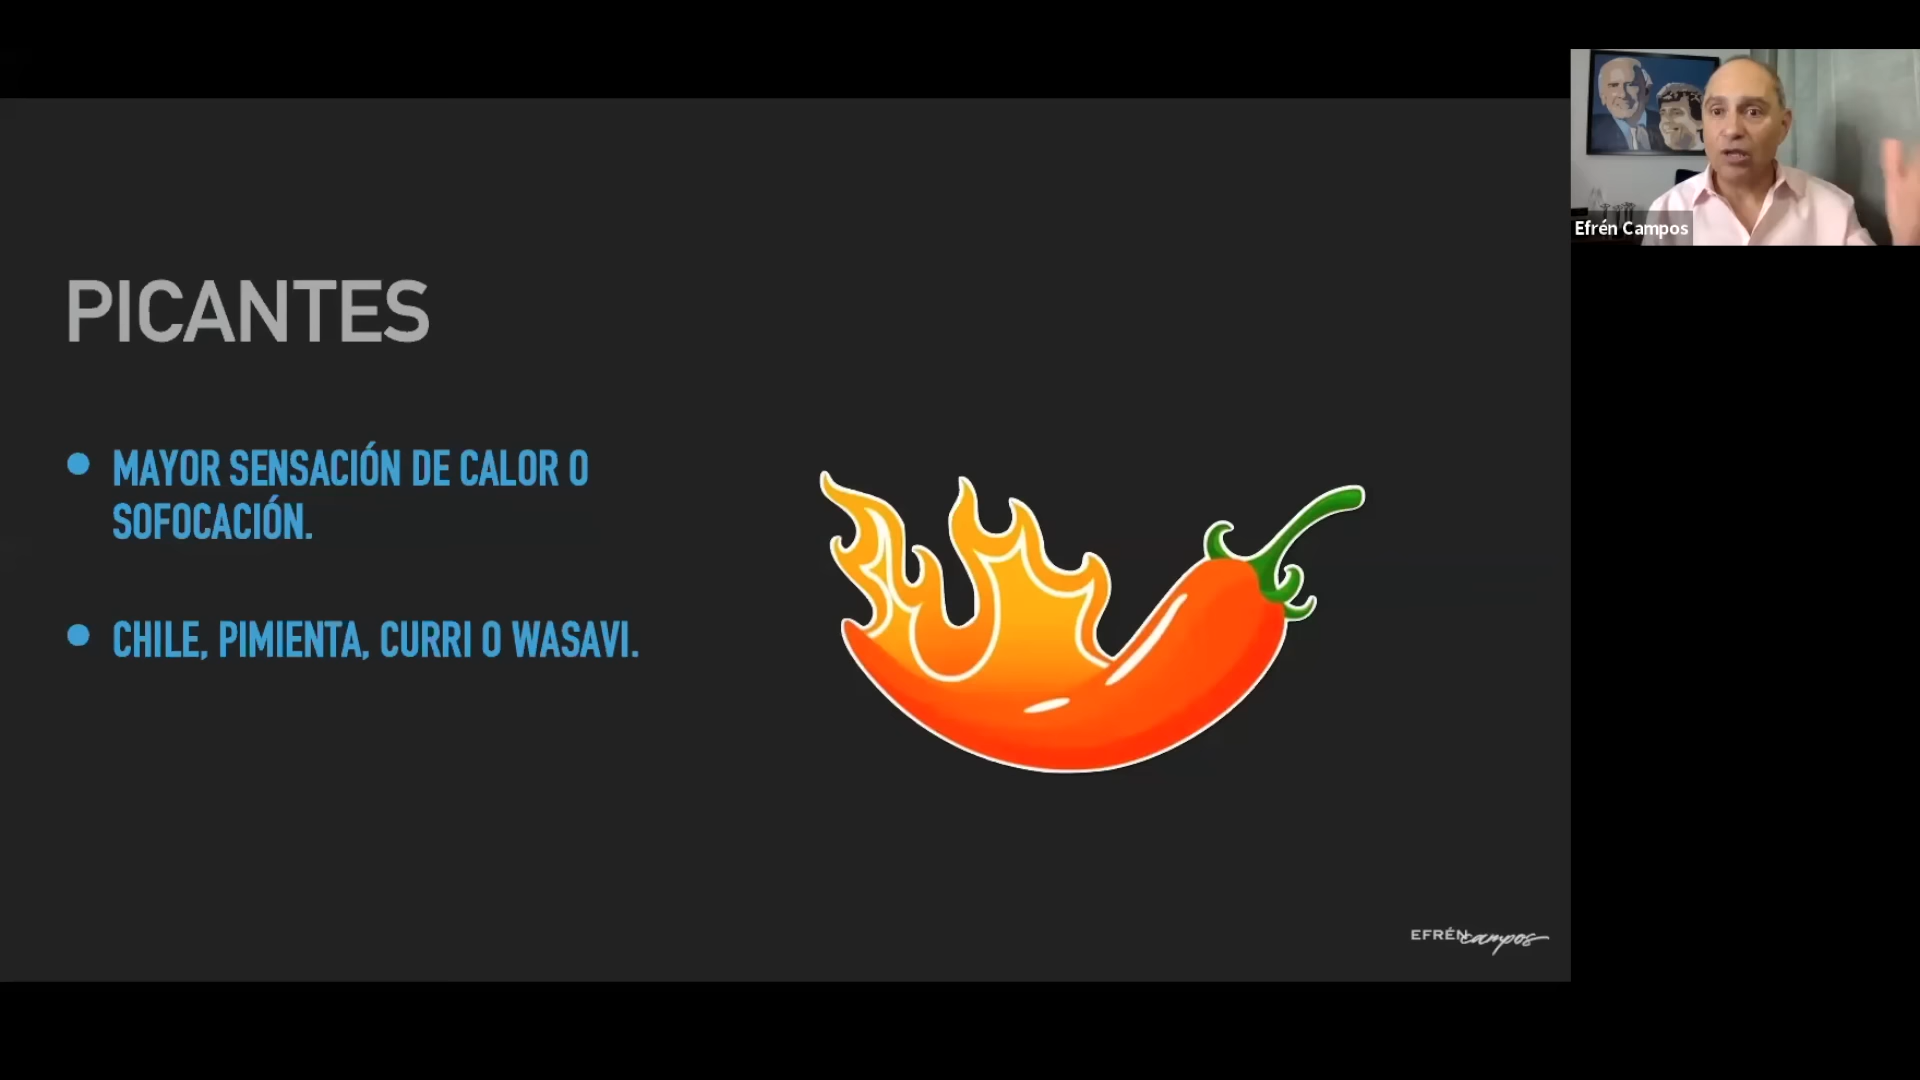 PICANTES
• MAYOR SENSACIÓN DE CALOR O
SOFOCACIÓN.
• CHILE, PIMIENTA, CURRI O WASAVI.
Efrén Campos
EFRÉN campos